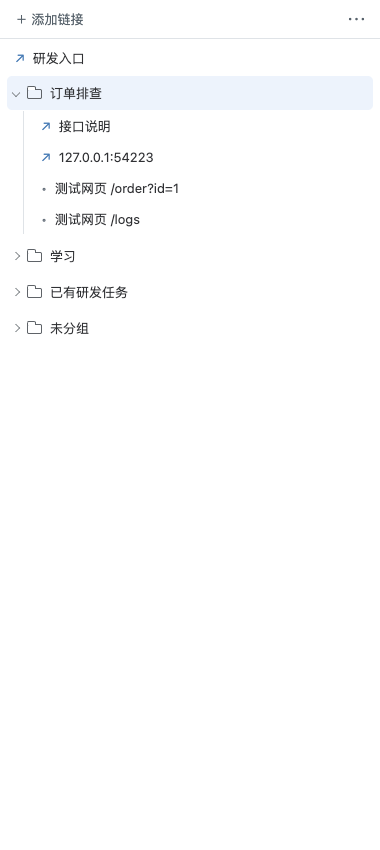 + 添加链接 ...
研发入口
订单排查
接口说明
127.0.0.1:54223
测试网页 /order?id=1
测试网页 /logs
学习
已有研发任务
未分组